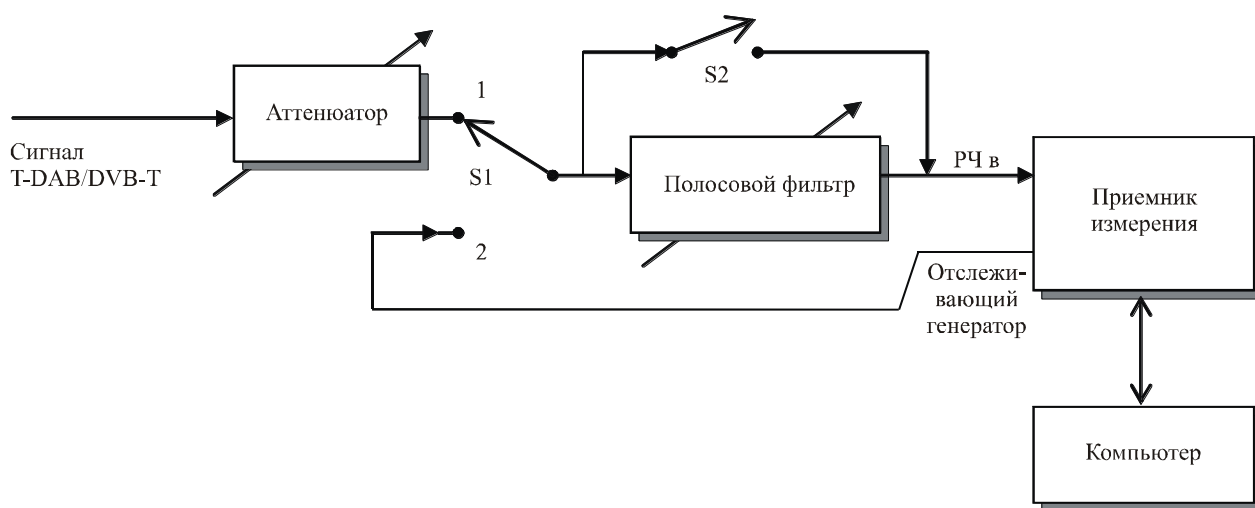 Аттенюатор
1
S2
Сигнал
T-DAB/DVB-T
S1
Полосовой фильтр
РЧ в
Приемник
измерения
2
Отслежи-
вающий
генератор
Компьютер